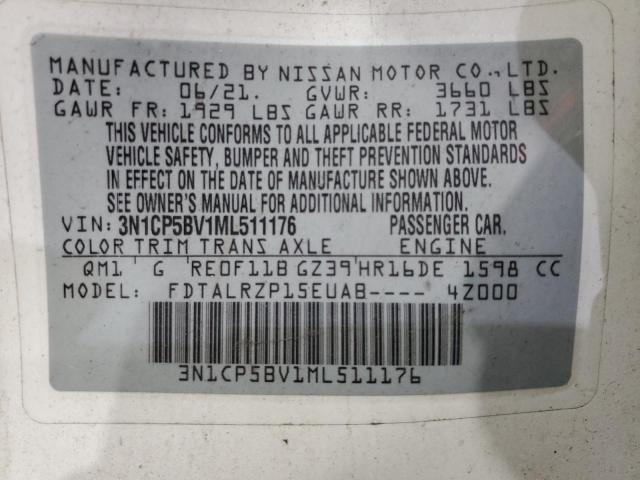 MANUFACTURED BY NISSAN MOTOR CO., LTD.
DATE: 06/21. GVWR: 3660 LBS
GAWR FR: 1929 LBS GAWR RR: 1731 LBS
THIS VEHICLE CONFORMS TO ALL APPLICABLE FEDERAL MOTOR
VEHICLE SAFETY, BUMPER AND THEFT PREVENTION STANDARDS
IN EFFECT ON THE DATE OF MANUFACTURE SHOWN ABOVE.
SEE OWNER'S MANUAL FOR ADDITIONAL INFORMATION.
VIN: 3N1CP5BV1ML511176 PASSENGER CAR.
COLOR TRIM TRANS AXLE ENGINE
QM1 G RE0F11B GZ39 HR16DE 1598 CC
MODEL: FDTALRZP15EUAB---- 4Z000
3N1CP5BV1ML511176